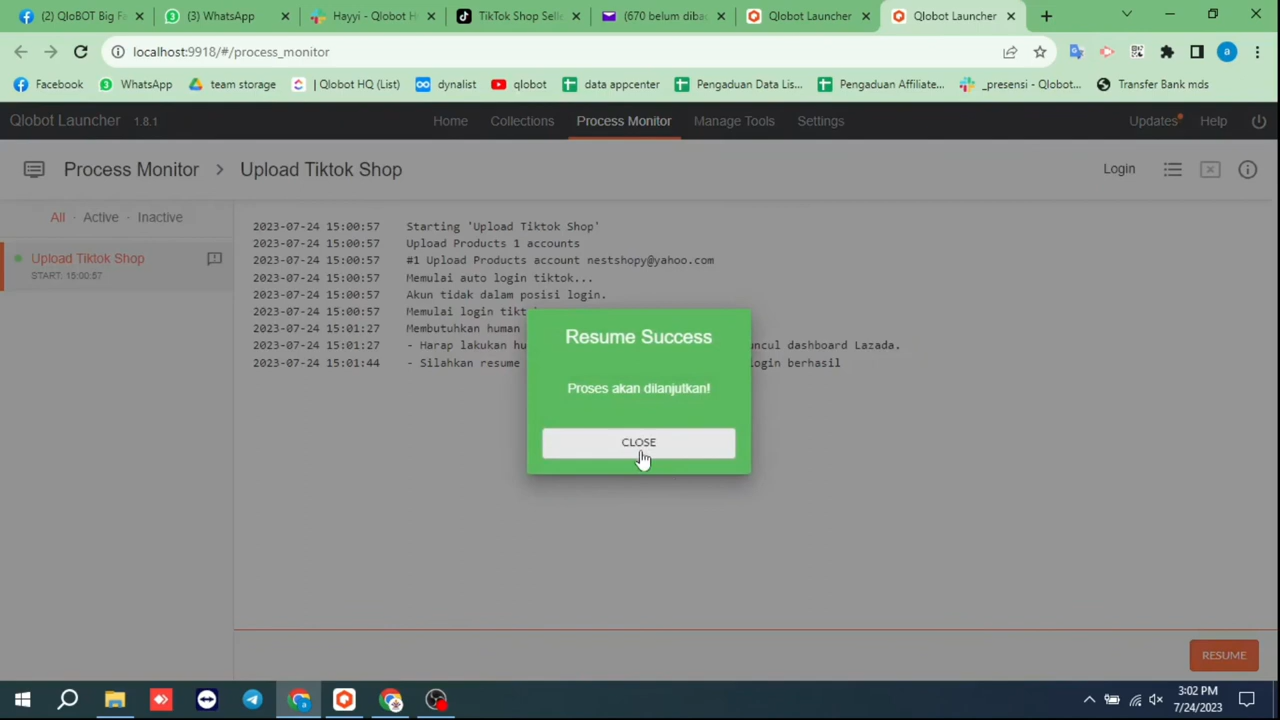 (2) QloBOT Big Fa
(3) WhatsApp
Hayyi - Qlobot H
TikTok Shop Selle
(670 belum diba
Qlobot Launcher
Qlobot Launcher
localhost:9918/#/process_monitor
a
Facebook
3 WhatsApp
team storage
| Qlobot HQ (List)
dynalist
qlobot
data appcenter
Pengaduan Data Lis...
Pengaduan Affiliate...
_presensi - Qlobot...
Transfer Bank mds
Qlobot Launcher 1.8.1
Home
Collections
Process Monitor
Manage Tools
Settings
Updates
Help
Process Monitor > Upload Tiktok Shop
Login
All · Active · Inactive
Upload Tiktok Shop
START. 15:00:57
2023-07-24 15:00:57 Starting 'Upload Tiktok Shop'
2023-07-24 15:00:57 Upload Products 1 accounts
2023-07-24 15:00:57 #1 Upload Products account nestshopy@yahoo.com
2023-07-24 15:00:57 Memulai auto login tiktok...
2023-07-24 15:00:57 Akun tidak dalam posisi login.
2023-07-24 15:00:57 Memulai login tikt
2023-07-24 15:01:27 Membutuhkan human
2023-07-24 15:01:27 - Harap lakukan hu uncul dashboard Lazada.
2023-07-24 15:01:44 - Silahkan resume login berhasil
Resume Success
Proses akan dilanjutkan!
CLOSE
RESUME
3:02 PM
7/24/2023